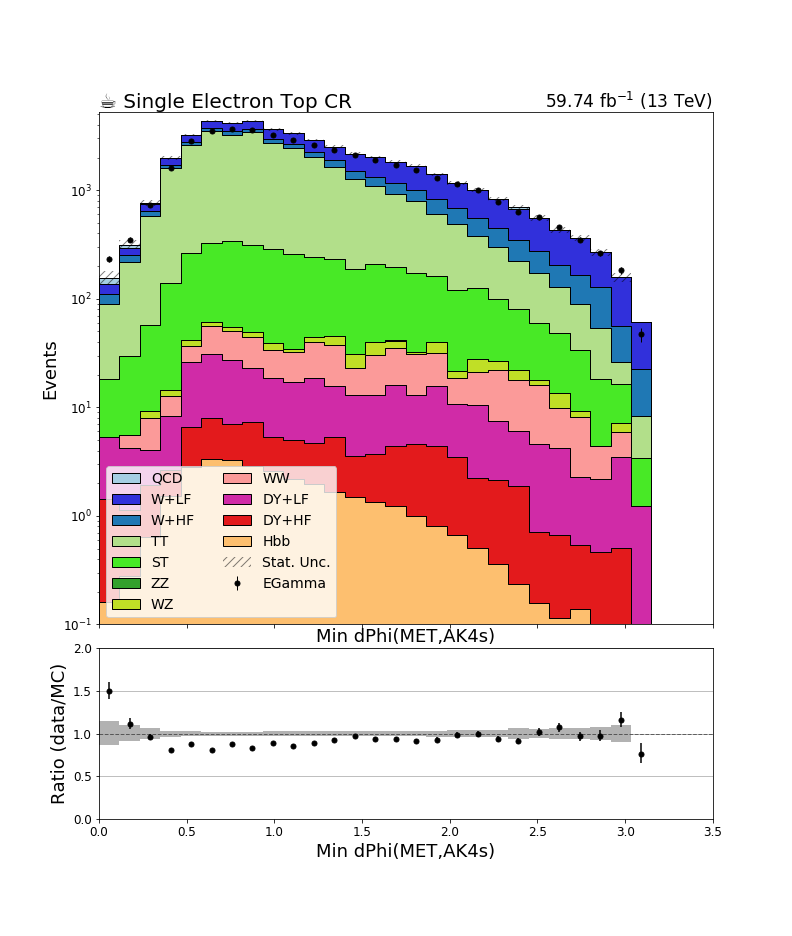 ☕ Single Electron Top CR
59.74 fb⁻¹ (13 TeV)
Events
10³
10²
10¹
10⁰
10⁻¹
QCD
W+LF
W+HF
TT
ST
ZZ
WZ
WW
DY+LF
DY+HF
Hbb
Stat. Unc.
EGamma
Min dPhi(MET,AK4s)
Ratio (data/MC)
2.0
1.5
1.0
0.5
0.0
0.0 0.5 1.0 1.5 2.0 2.5 3.0 3.5
Min dPhi(MET,AK4s)